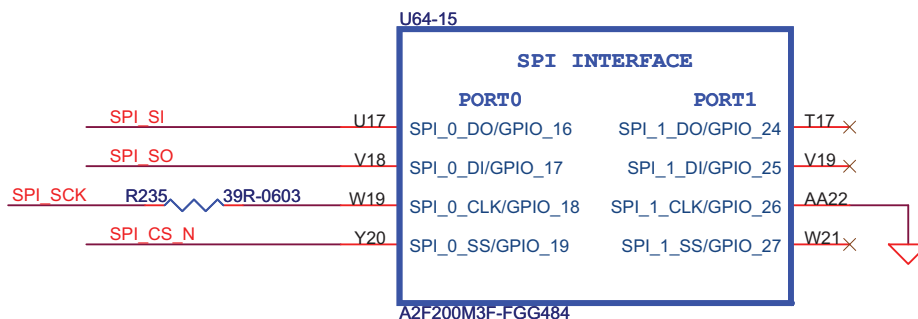 U64-15
SPI INTERFACE
PORT0 PORT1
SPI_SI U17 SPI_0_DO/GPIO_16 SPI_1_DO/GPIO_24 T17
SPI_SO V18 SPI_0_DI/GPIO_17 SPI_1_DI/GPIO_25 V19
SPI_SCK R235 39R-0603 W19 SPI_0_CLK/GPIO_18 SPI_1_CLK/GPIO_26 AA22
SPI_CS_N Y20 SPI_0_SS/GPIO_19 SPI_1_SS/GPIO_27 W21
A2F200M3F-FGG484